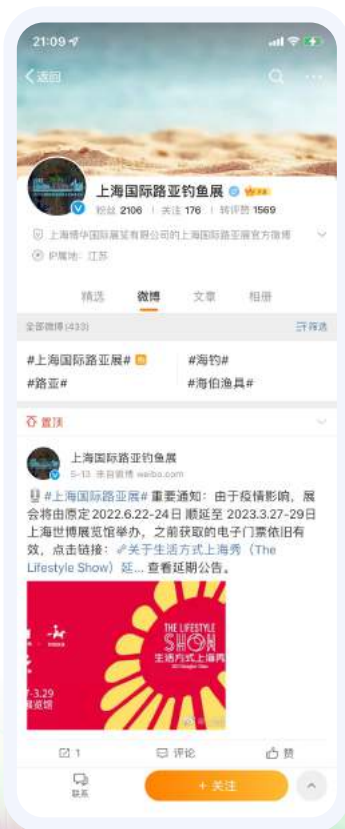 21:09
返回
上海国际路亚钓鱼展
粉丝 2106 | 关注 176 | 转评赞 1569
上海博华国际展览有限公司的上海国际路亚展官方微博
IP属地：江苏
精选 微博 文章 相册
全部微博(433) 筛选
#上海国际路亚展# #海钓#
#路亚# #海伯渔具#
置顶
上海国际路亚钓鱼展
5-13 来自微博 weibo.com
#上海国际路亚展# 重要通知：由于疫情影响，展
会将由原定 2022.6.22-24日 顺延至 2023.3.27-29日
上海世博展览馆举办，之前获取的电子门票依旧有
效，点击链接：关于生活方式上海秀（The
Lifestyle Show）延... 查看延期公告。
THE LIFESTYLE
SHOW
生活方式上海秀
-3.29
展览馆
1 评论 赞
联系 + 关注